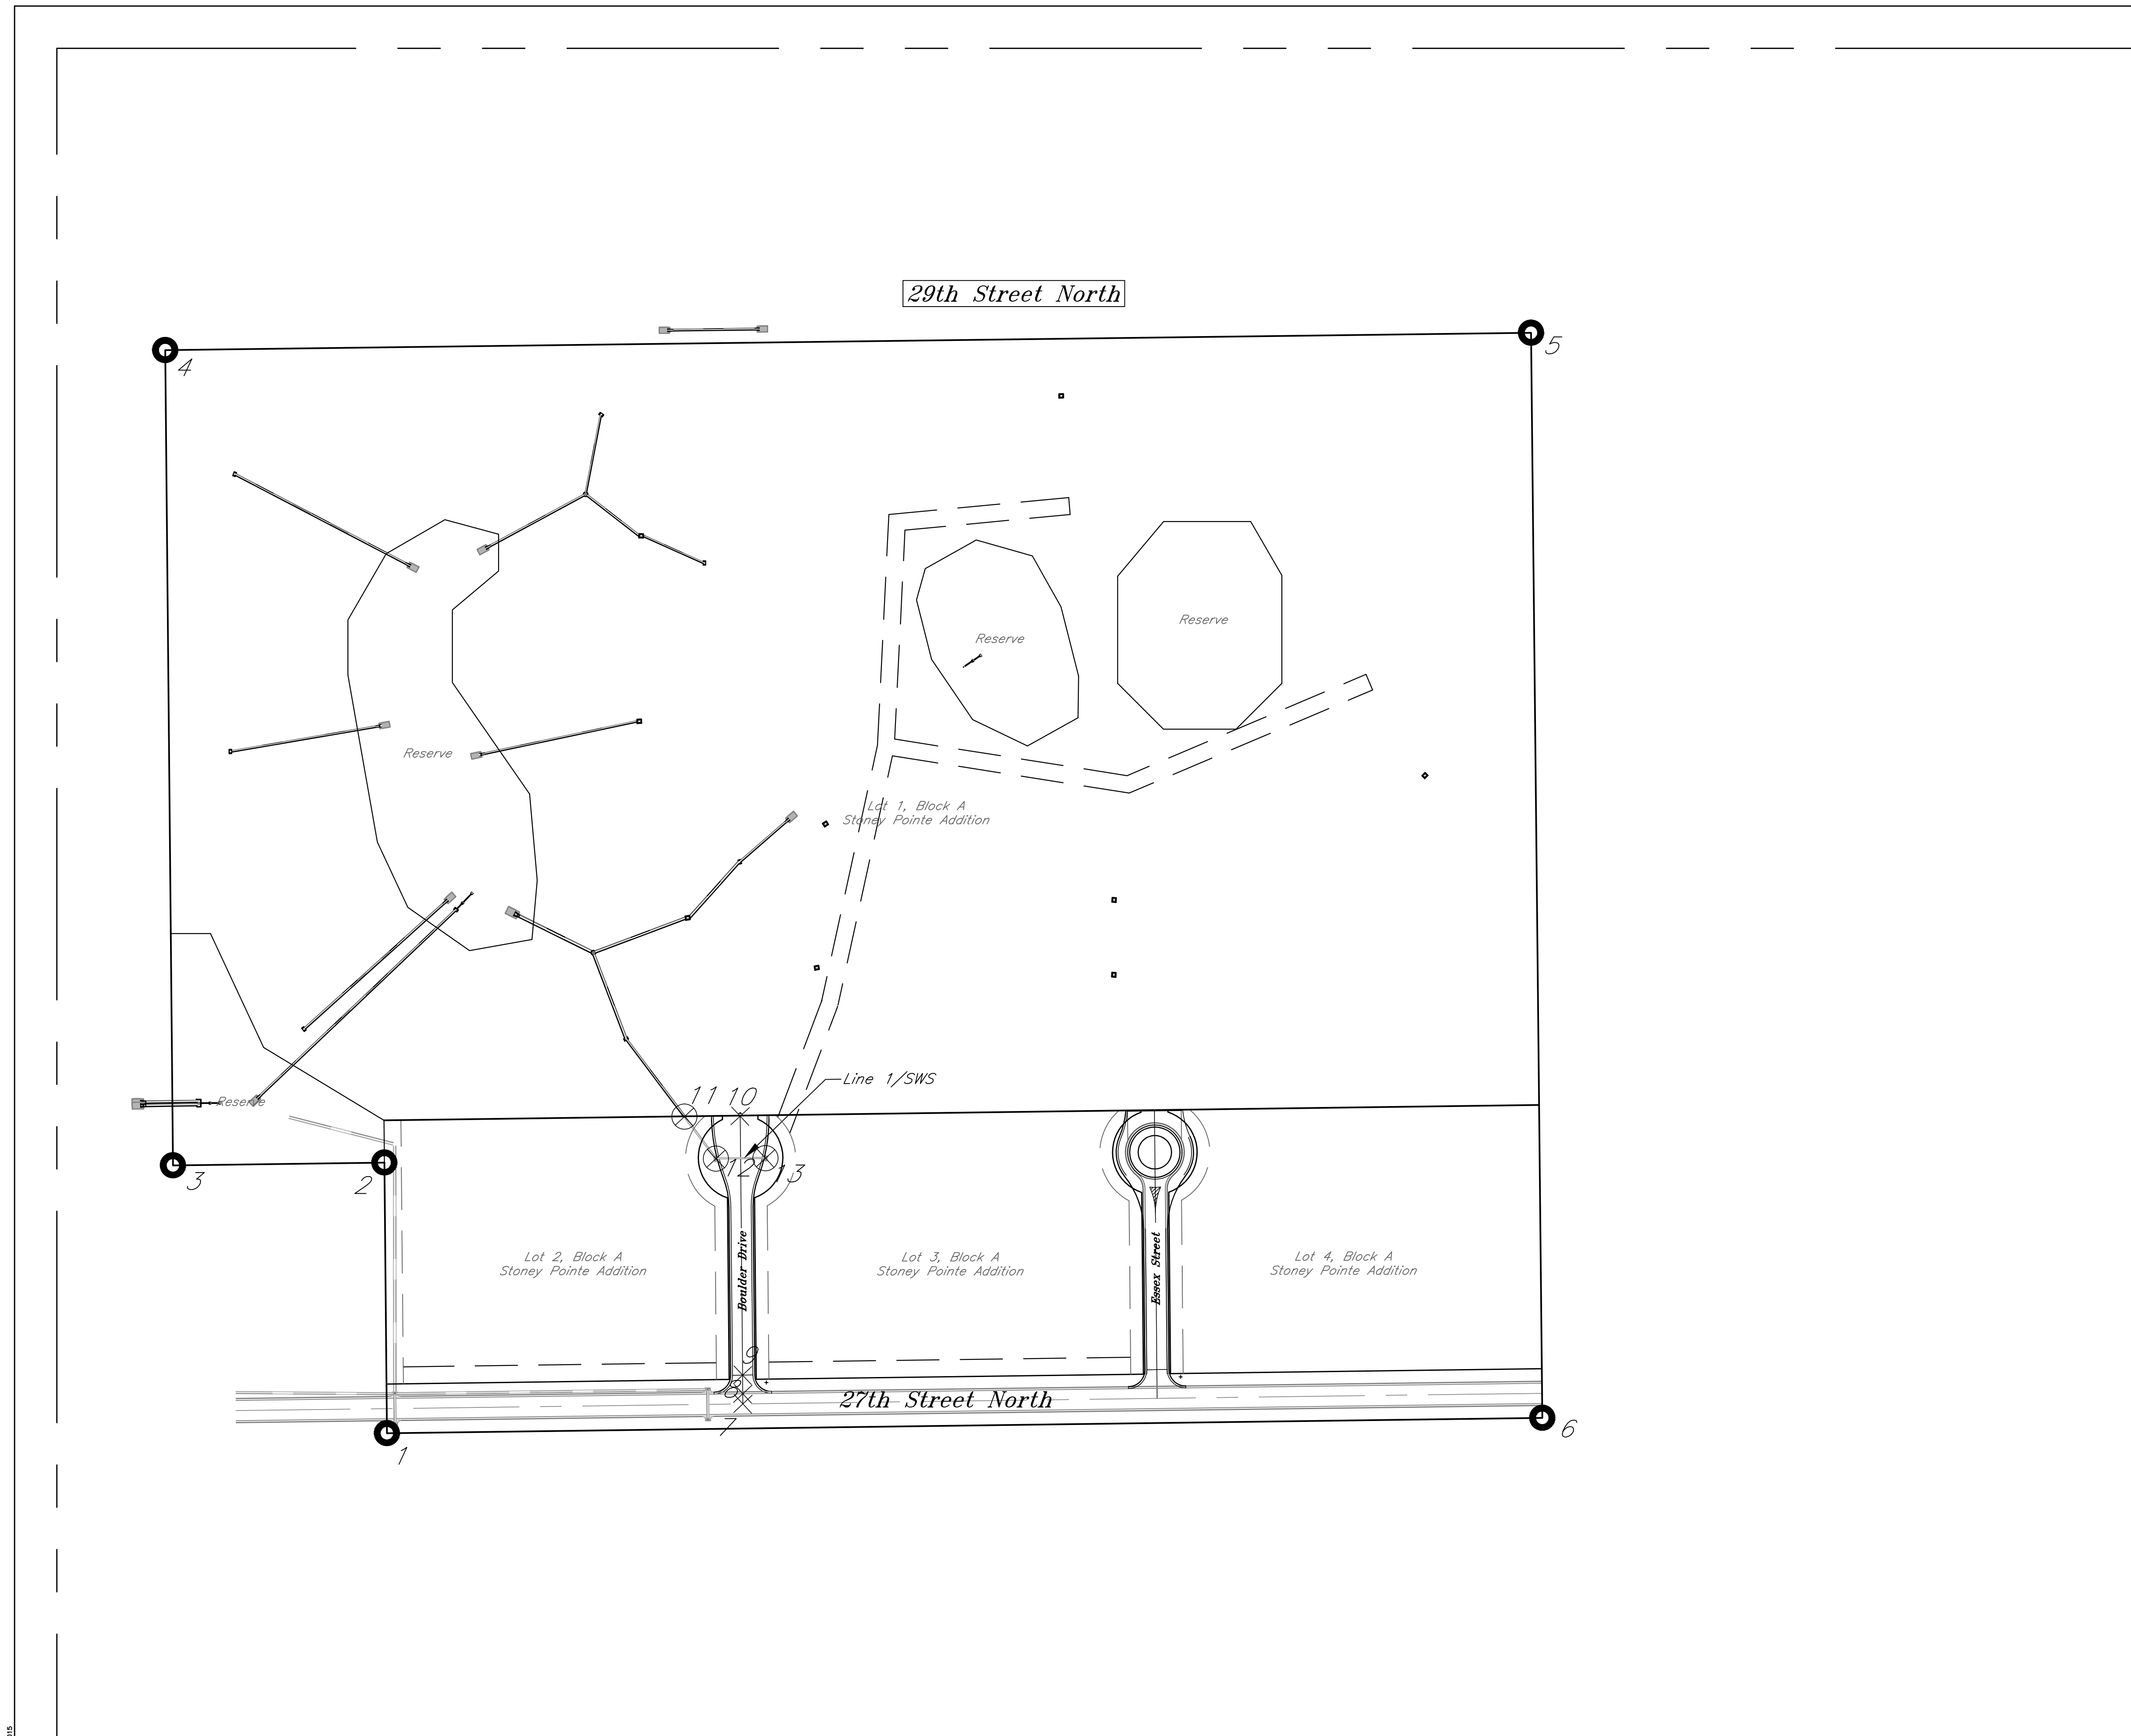 29th Street North
4
5
Reserve
Reserve
Reserve
Lot 1, Block A
Stoney Pointe Addition
Line 1/SWS
11
10
Reserve
12
13
3
2
Lot 2, Block A
Stoney Pointe Addition
Boulder Drive
Lot 3, Block A
Stoney Pointe Addition
Essex Street
Lot 4, Block A
Stoney Pointe Addition
9
8
27th Street North
7
6
1